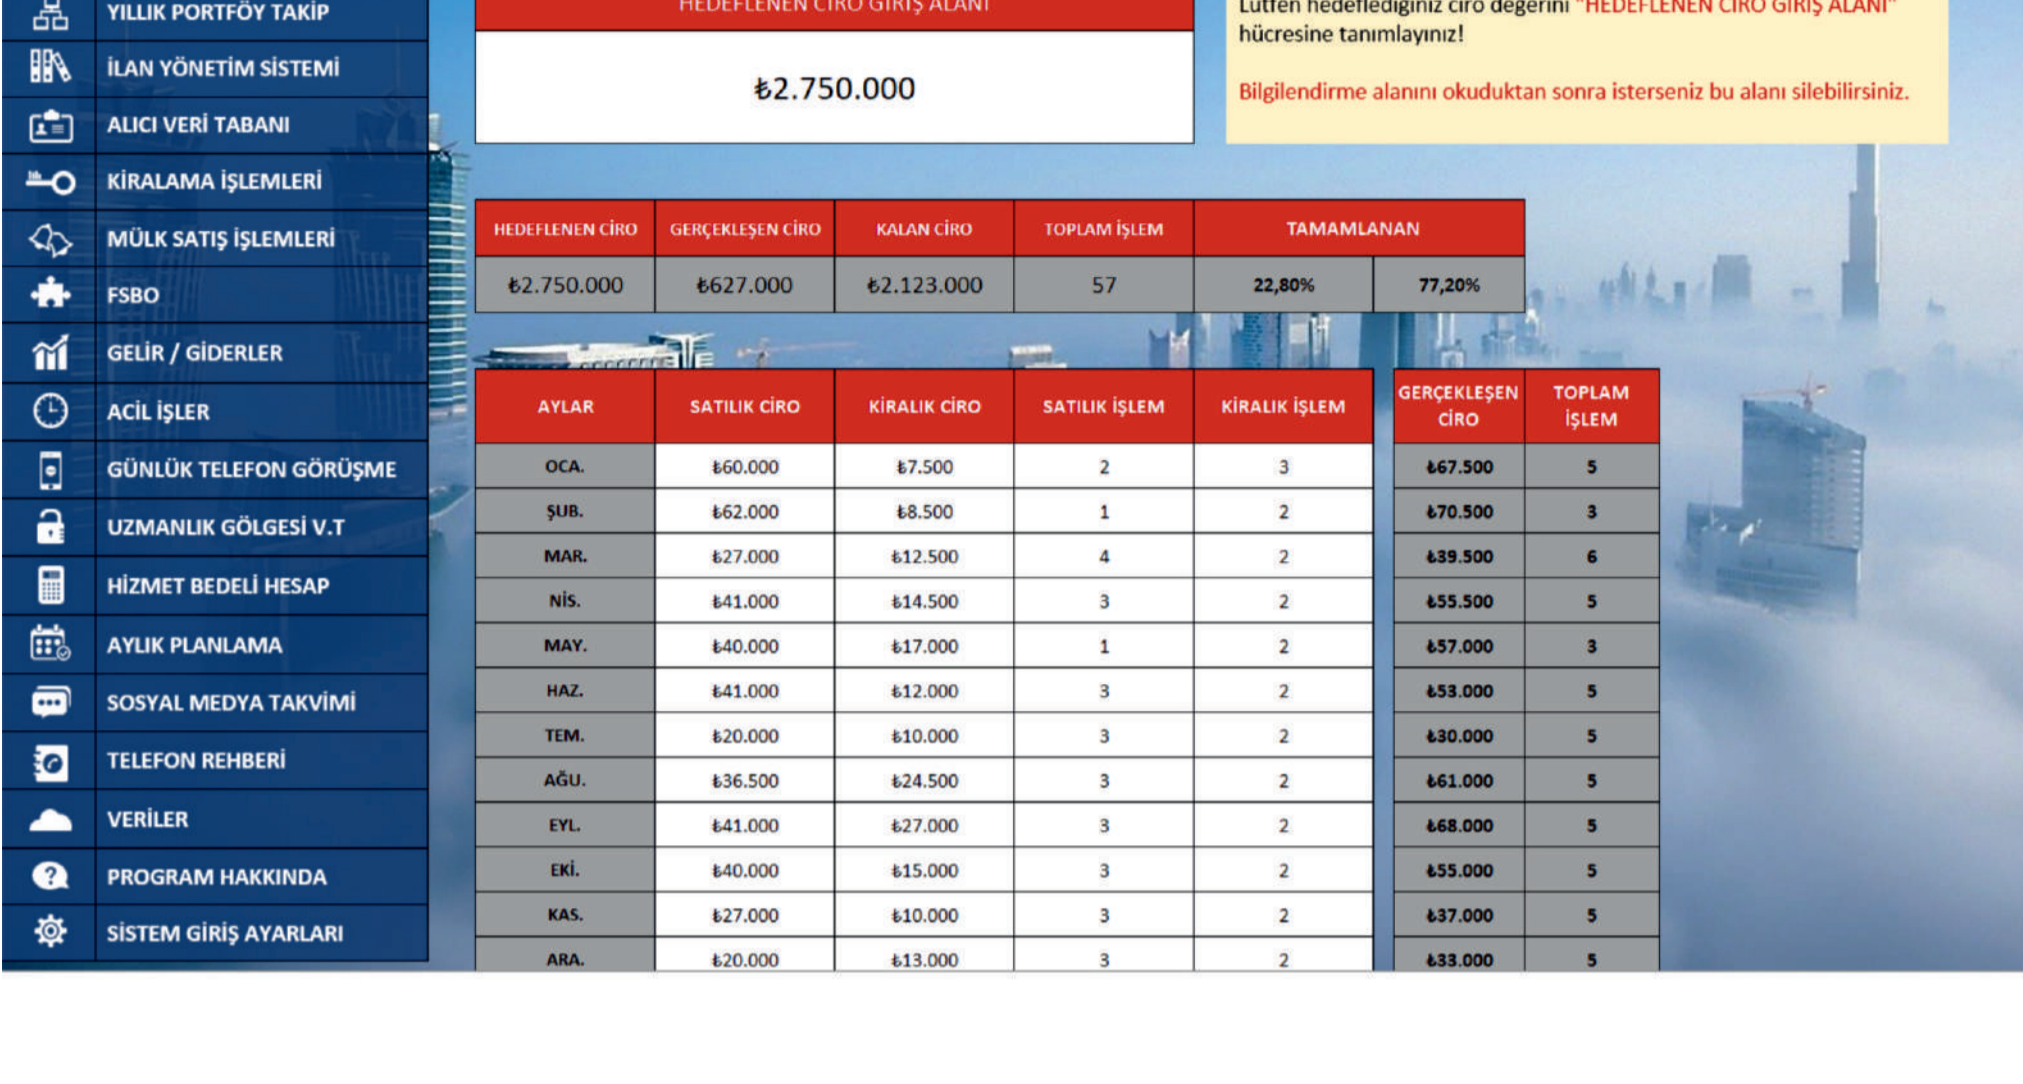 YILLIK PORTFÖY TAKİP
İLAN YÖNETİM SİSTEMİ
ALICI VERİ TABANI
KİRALAMA İŞLEMLERİ
MÜLK SATIŞ İŞLEMLERİ
FSBO
GELİR / GİDERLER
ACİL İŞLER
GÜNLÜK TELEFON GÖRÜŞME
UZMANLIK GÖLGESİ V.T
HİZMET BEDELİ HESAP
AYLIK PLANLAMA
SOSYAL MEDYA TAKVİMİ
TELEFON REHBERİ
VERİLER
PROGRAM HAKKINDA
SİSTEM GİRİŞ AYARLARI
HEDEFLENEN CİRO GİRİŞ ALANI
₺2.750.000
Lütfen hedeflediğiniz ciro değerini "HEDEFLENEN CİRO GİRİŞ ALANI"
hücresine tanımlayınız!
Bilgilendirme alanını okuduktan sonra isterseniz bu alanı silebilirsiniz.
HEDEFLENEN CİRO GERÇEKLEŞEN CİRO KALAN CİRO TOPLAM İŞLEM TAMAMLANAN
₺2.750.000 ₺627.000 ₺2.123.000 57 22,80% 77,20%
AYLAR SATILIK CİRO KİRALIK CİRO SATILIK İŞLEM KİRALIK İŞLEM GERÇEKLEŞEN CİRO TOPLAM İŞLEM
OCA. ₺60.000 ₺7.500 2 3 ₺67.500 5
ŞUB. ₺62.000 ₺8.500 1 2 ₺70.500 3
MAR. ₺27.000 ₺12.500 4 2 ₺39.500 6
NİS. ₺41.000 ₺14.500 3 2 ₺55.500 5
MAY. ₺40.000 ₺17.000 1 2 ₺57.000 3
HAZ. ₺41.000 ₺12.000 3 2 ₺53.000 5
TEM. ₺20.000 ₺10.000 3 2 ₺30.000 5
AĞU. ₺36.500 ₺24.500 3 2 ₺61.000 5
EYL. ₺41.000 ₺27.000 3 2 ₺68.000 5
EKİ. ₺40.000 ₺15.000 3 2 ₺55.000 5
KAS. ₺27.000 ₺10.000 3 2 ₺37.000 5
ARA. ₺20.000 ₺13.000 3 2 ₺33.000 5